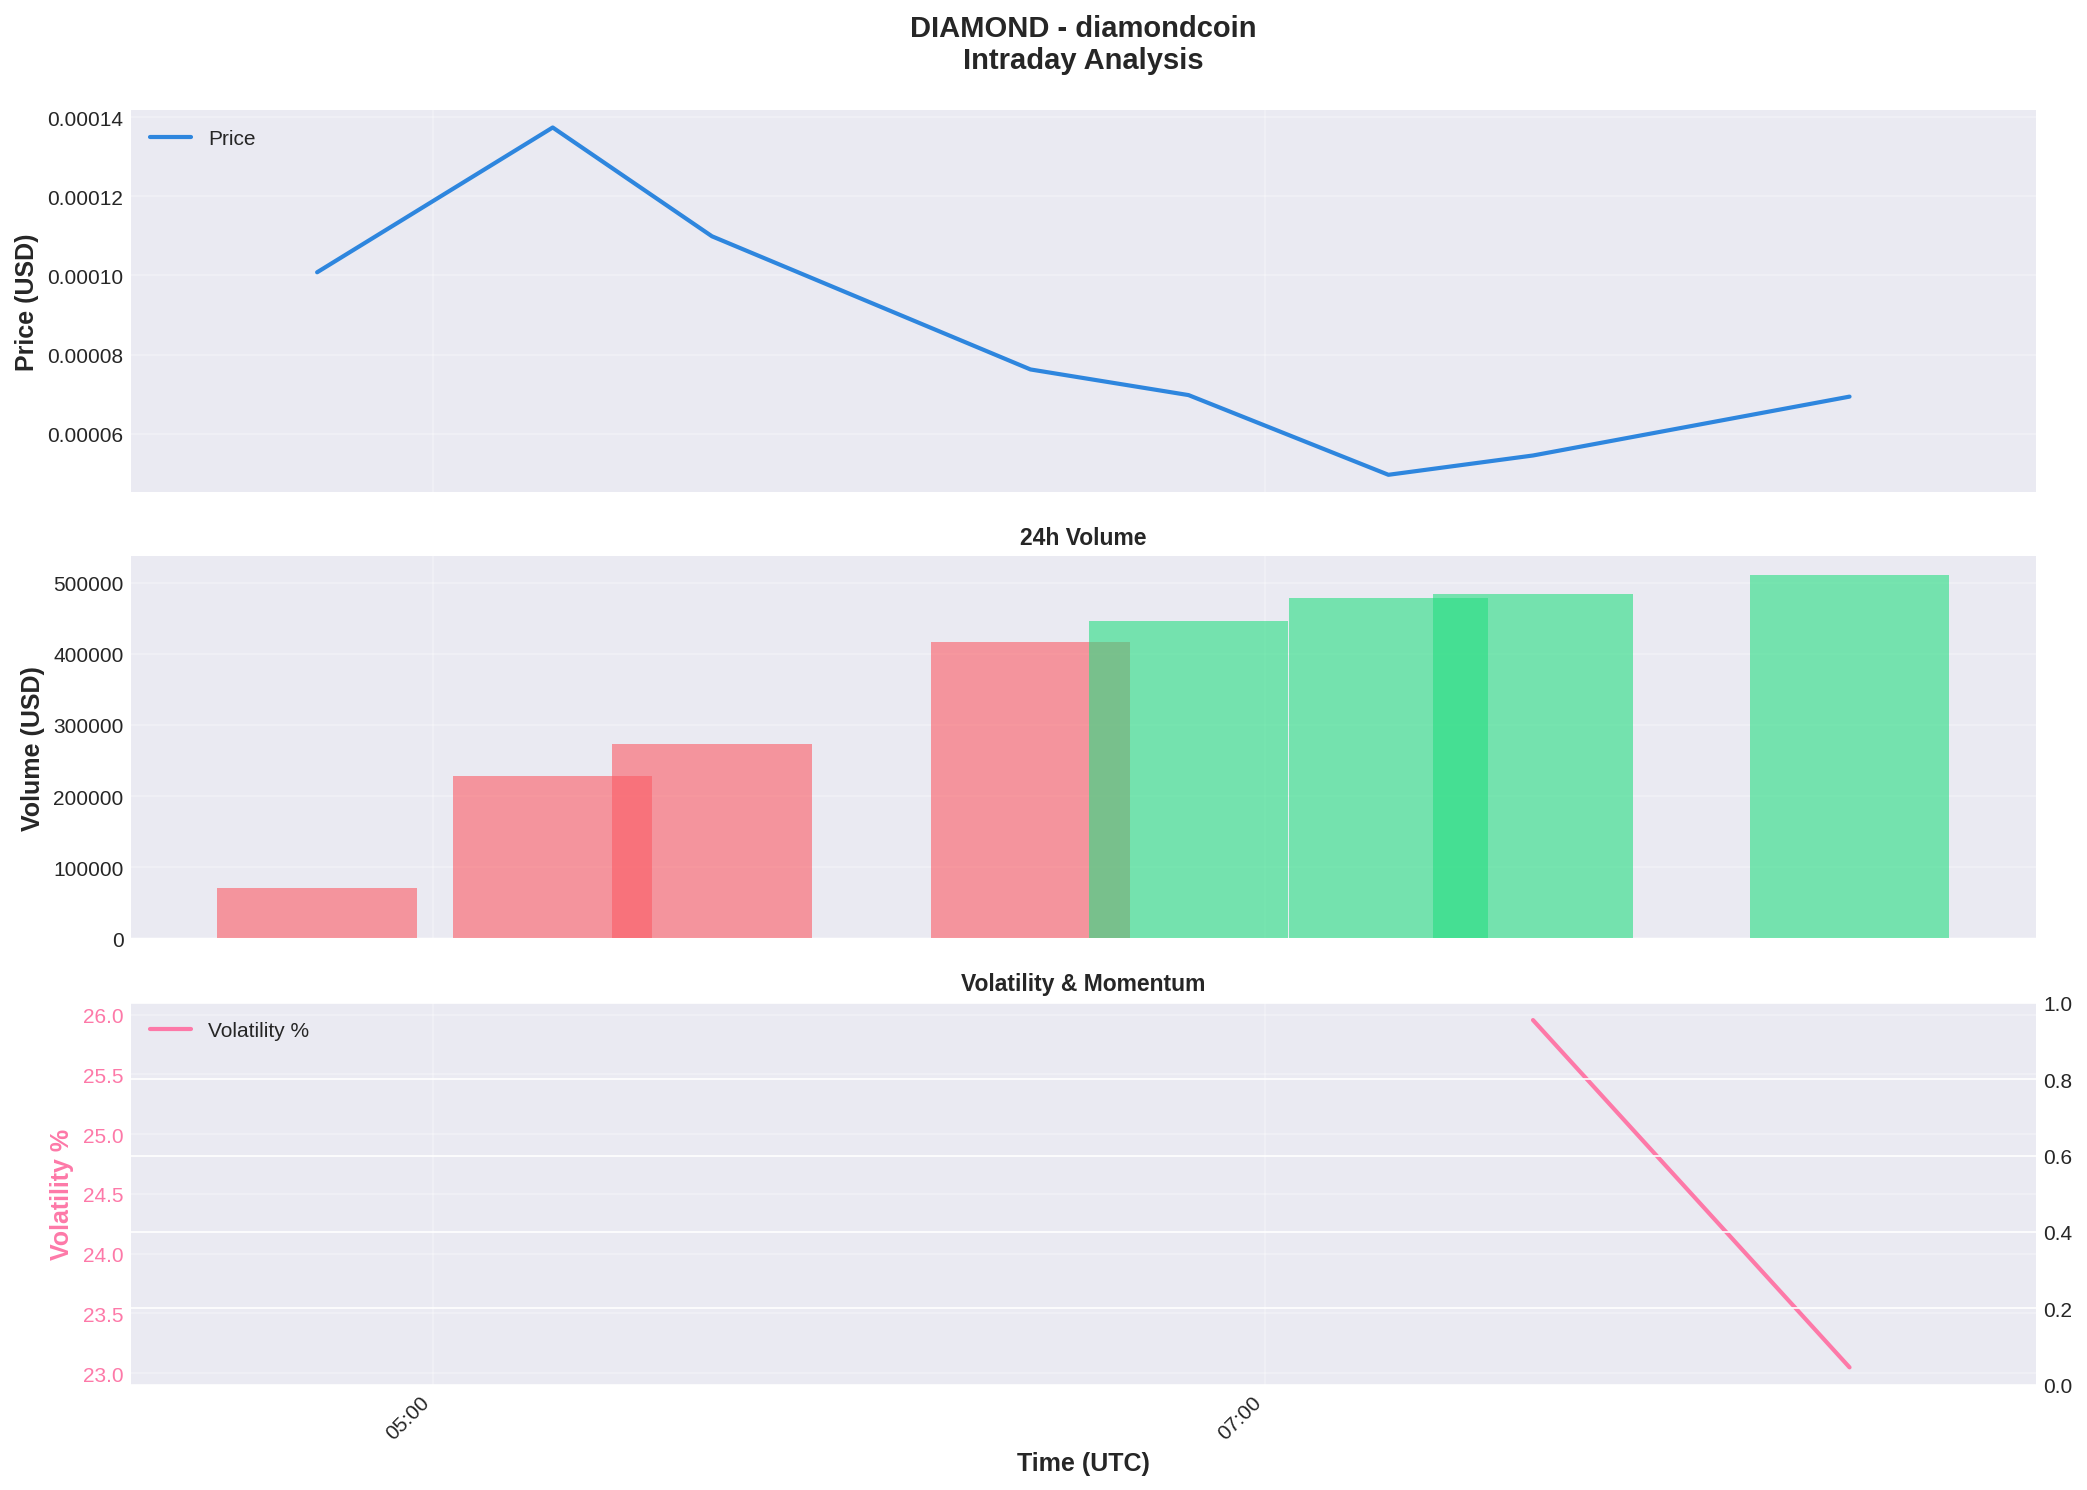 DIAMOND - diamondcoin
Intraday Analysis
Price
Price (USD)
0.00014
0.00012
0.00010
0.00008
0.00006
24h Volume
Volume (USD)
500000
400000
300000
200000
100000
0
Volatility & Momentum
Volatility %
Volatility %
26.0
25.5
25.0
24.5
24.0
23.5
23.0
1.0
0.8
0.6
0.4
0.2
0.0
05:00
07:00
Time (UTC)